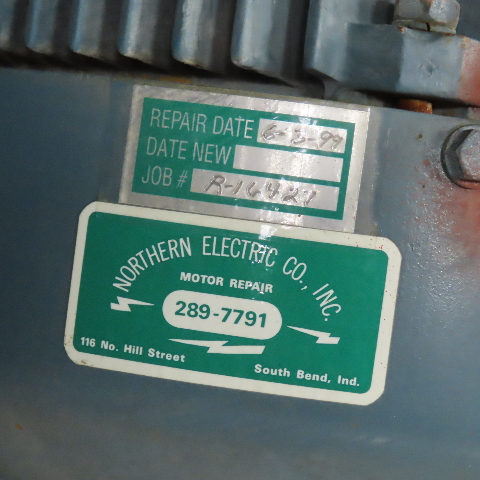 REPAIR DATE 6-3-99
DATE NEW
JOB # R-16427
NORTHERN ELECTRIC CO., INC.
MOTOR REPAIR
289-7791
116 No. Hill Street
South Bend, Ind.